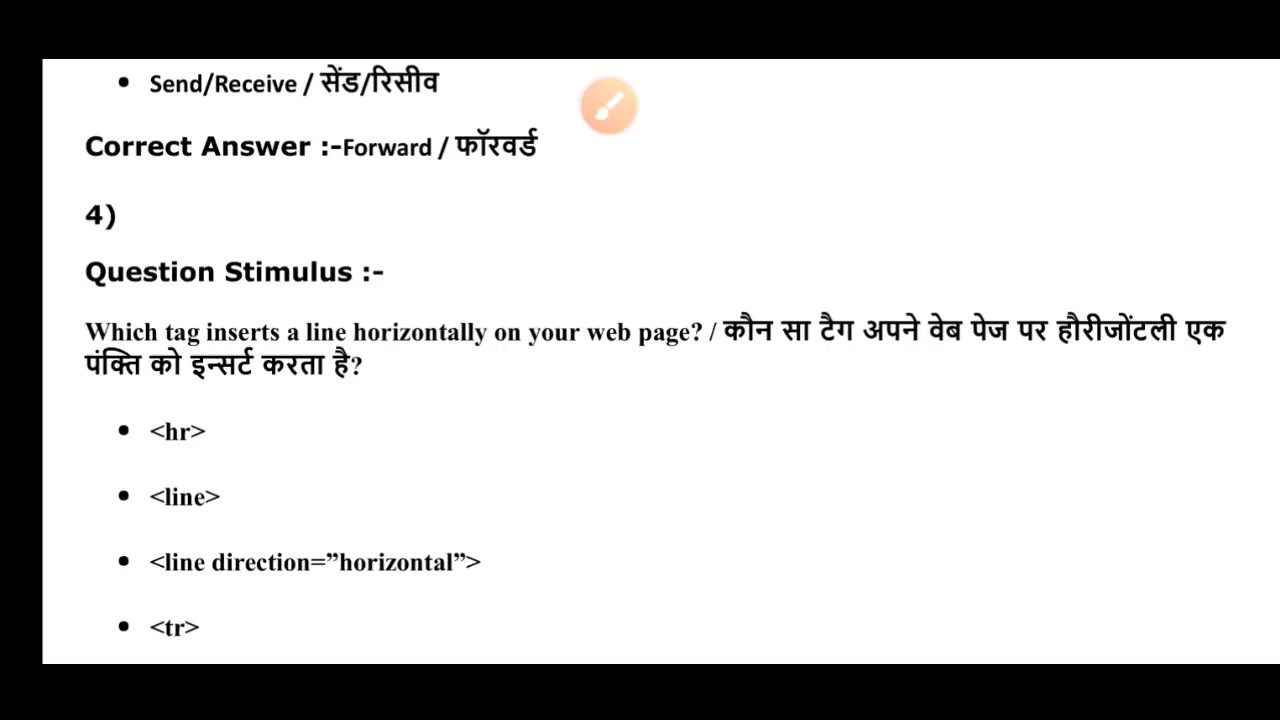 • Send/Receive / सेंड/रिसीव
Correct Answer :-Forward / फॉरवर्ड
4)
Question Stimulus :-
Which tag inserts a line horizontally on your web page? / कौन सा टैग अपने वेब पेज पर हौरीजोंटली एक
पंक्ति को इन्सर्ट करता है?
• <hr>
• <line>
• <line direction=”horizontal”>
• <tr>